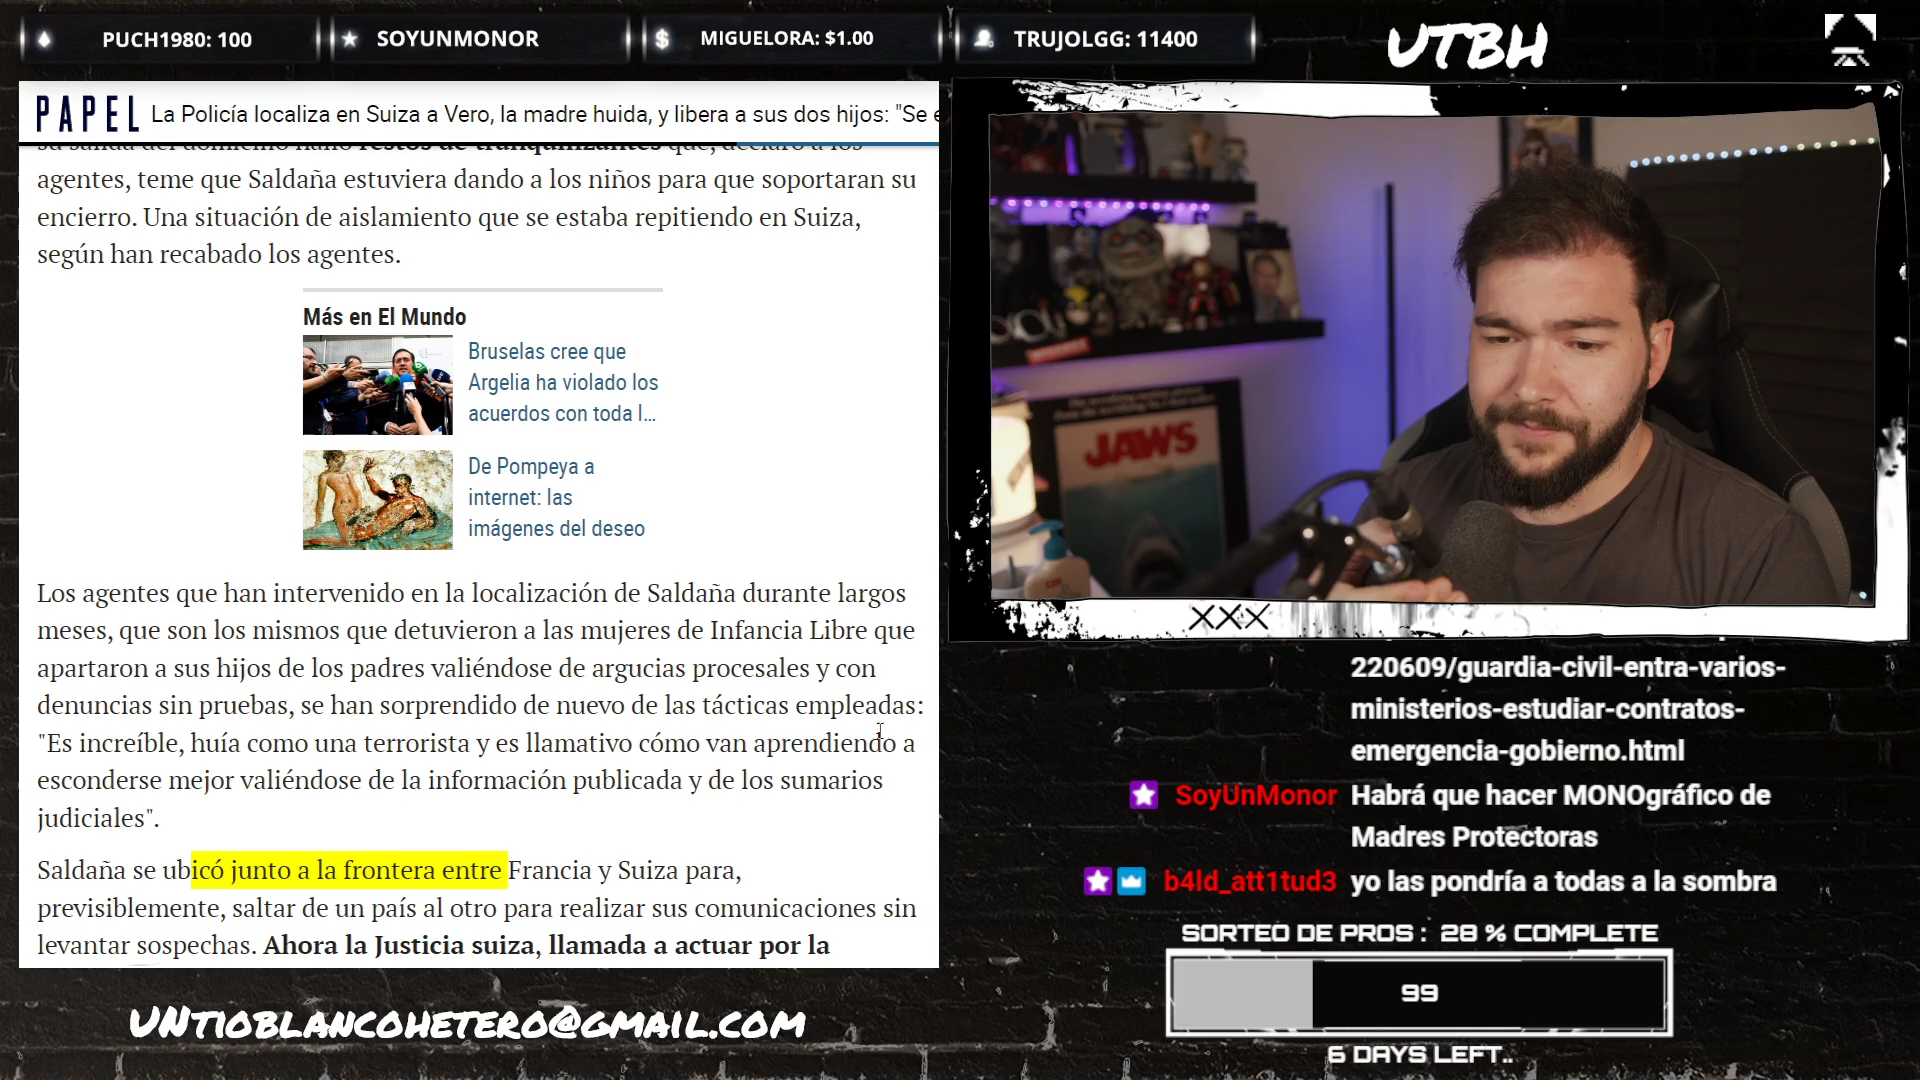 PUCH1980: 100
SOYUNMONOR
MIGUELORA: $1.00
TRUJOLGG: 11400
UTBH
PAPEL La Policía localiza en Suiza a Vero, la madre huida, y libera a sus dos hijos: "Se e
restos de tranquilizantes que, declaró a los
agentes, teme que Saldaña estuviera dando a los niños para que soportaran su
encierro. Una situación de aislamiento que se estaba repitiendo en Suiza,
según han recabado los agentes.
Más en El Mundo
Bruselas cree que
Argelia ha violado los
acuerdos con toda l...
De Pompeya a
internet: las
imágenes del deseo
Los agentes que han intervenido en la localización de Saldaña durante largos
meses, que son los mismos que detuvieron a las mujeres de Infancia Libre que
apartaron a sus hijos de los padres valiéndose de argucias procesales y con
denuncias sin pruebas, se han sorprendido de nuevo de las tácticas empleadas:
"Es increíble, huía como una terrorista y es llamativo cómo van aprendiendo a
esconderse mejor valiéndose de la información publicada y de los sumarios
judiciales".
Saldaña se ubicó junto a la frontera entre Francia y Suiza para,
previsiblemente, saltar de un país al otro para realizar sus comunicaciones sin
levantar sospechas. Ahora la Justicia suiza, llamada a actuar por la
JAWS
XXX
220609/guardia-civil-entra-varios-
ministerios-estudiar-contratos-
emergencia-gobierno.html
SoyUnMonor Habrá que hacer MONOgráfico de
Madres Protectoras
b4ld_att1tud3 yo las pondría a todas a la sombra
SORTEO DE PROS : 28 % COMPLETE
99
6 DAYS LEFT..
UNTIOBLANCOHETERO@GMAIL.COM